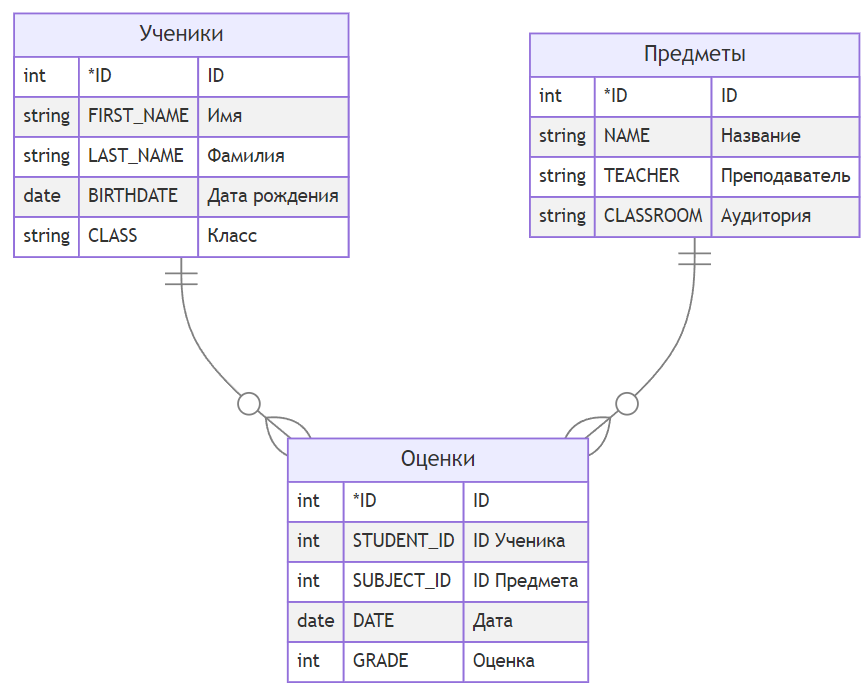 Ученики
int *ID ID
string FIRST_NAME Имя
string LAST_NAME Фамилия
date BIRTHDATE Дата рождения
string CLASS Класс
Предметы
int *ID ID
string NAME Название
string TEACHER Преподаватель
string CLASSROOM Аудитория
Оценки
int *ID ID
int STUDENT_ID ID Ученика
int SUBJECT_ID ID Предмета
date DATE Дата
int GRADE Оценка